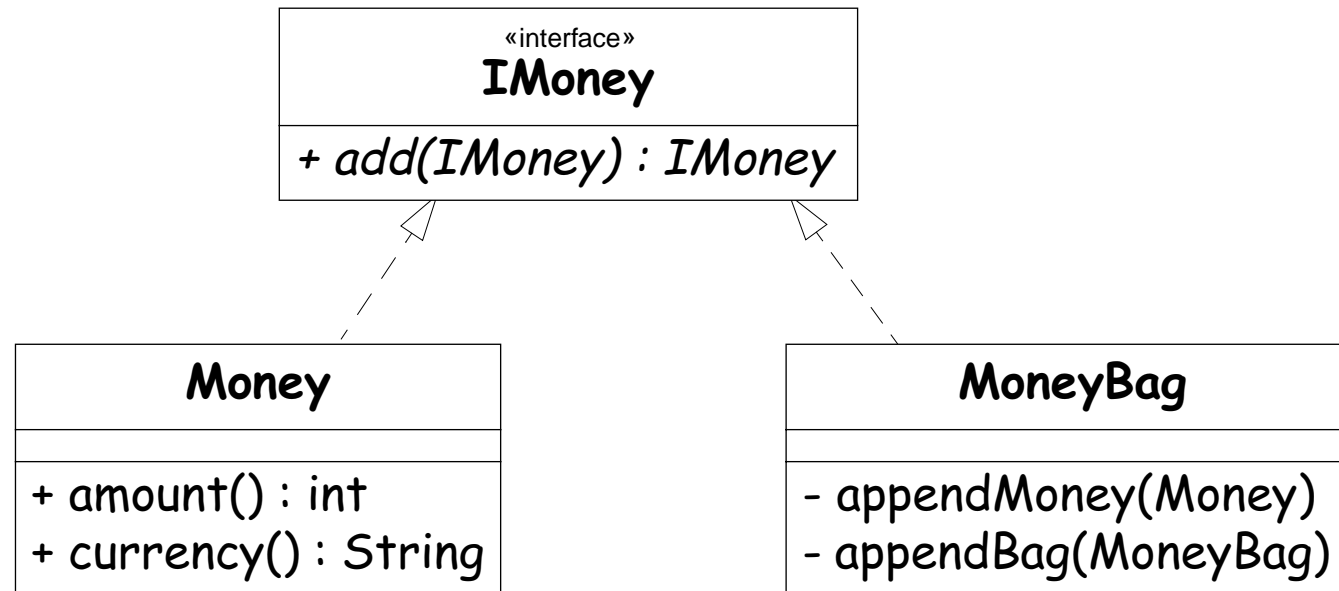 «interface»
IMoney
+ add(IMoney) : IMoney
Money
+ amount() : int
+ currency() : String
MoneyBag
- appendMoney(Money)
- appendBag(MoneyBag)